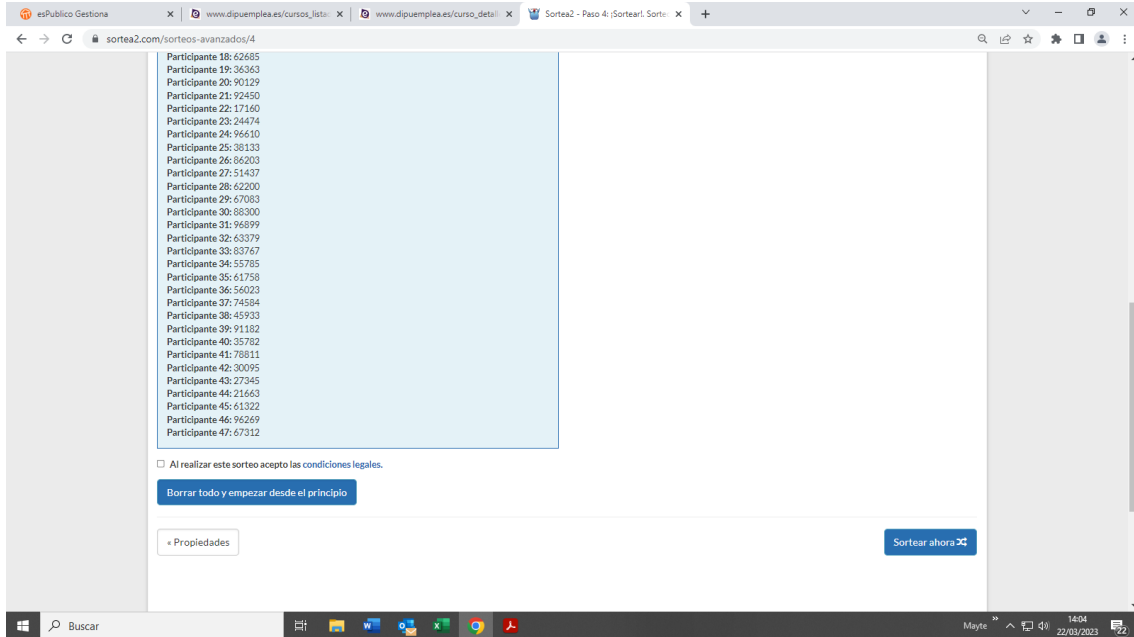 esPublico Gestiona
www.dipuemplea.es/cursos_listac
www.dipuemplea.es/curso_detall
Sortea2 - Paso 4: ¡Sortear!. Sorte
sortea2.com/sorteos-avanzados/4
Participante 18: 62685
Participante 19: 36363
Participante 20: 90129
Participante 21: 92450
Participante 22: 17160
Participante 23: 24474
Participante 24: 96610
Participante 25: 38133
Participante 26: 86203
Participante 27: 51437
Participante 28: 62200
Participante 29: 67083
Participante 30: 88300
Participante 31: 96899
Participante 32: 63379
Participante 33: 83767
Participante 34: 55785
Participante 35: 61758
Participante 36: 56023
Participante 37: 74584
Participante 38: 45933
Participante 39: 91182
Participante 40: 35782
Participante 41: 78811
Participante 42: 30095
Participante 43: 27345
Participante 44: 21663
Participante 45: 61322
Participante 46: 96269
Participante 47: 67312
Al realizar este sorteo acepto las condiciones legales.
Borrar todo y empezar desde el principio
« Propiedades
Sortear ahora
Buscar
Mayte
14:04
22/03/2023
22